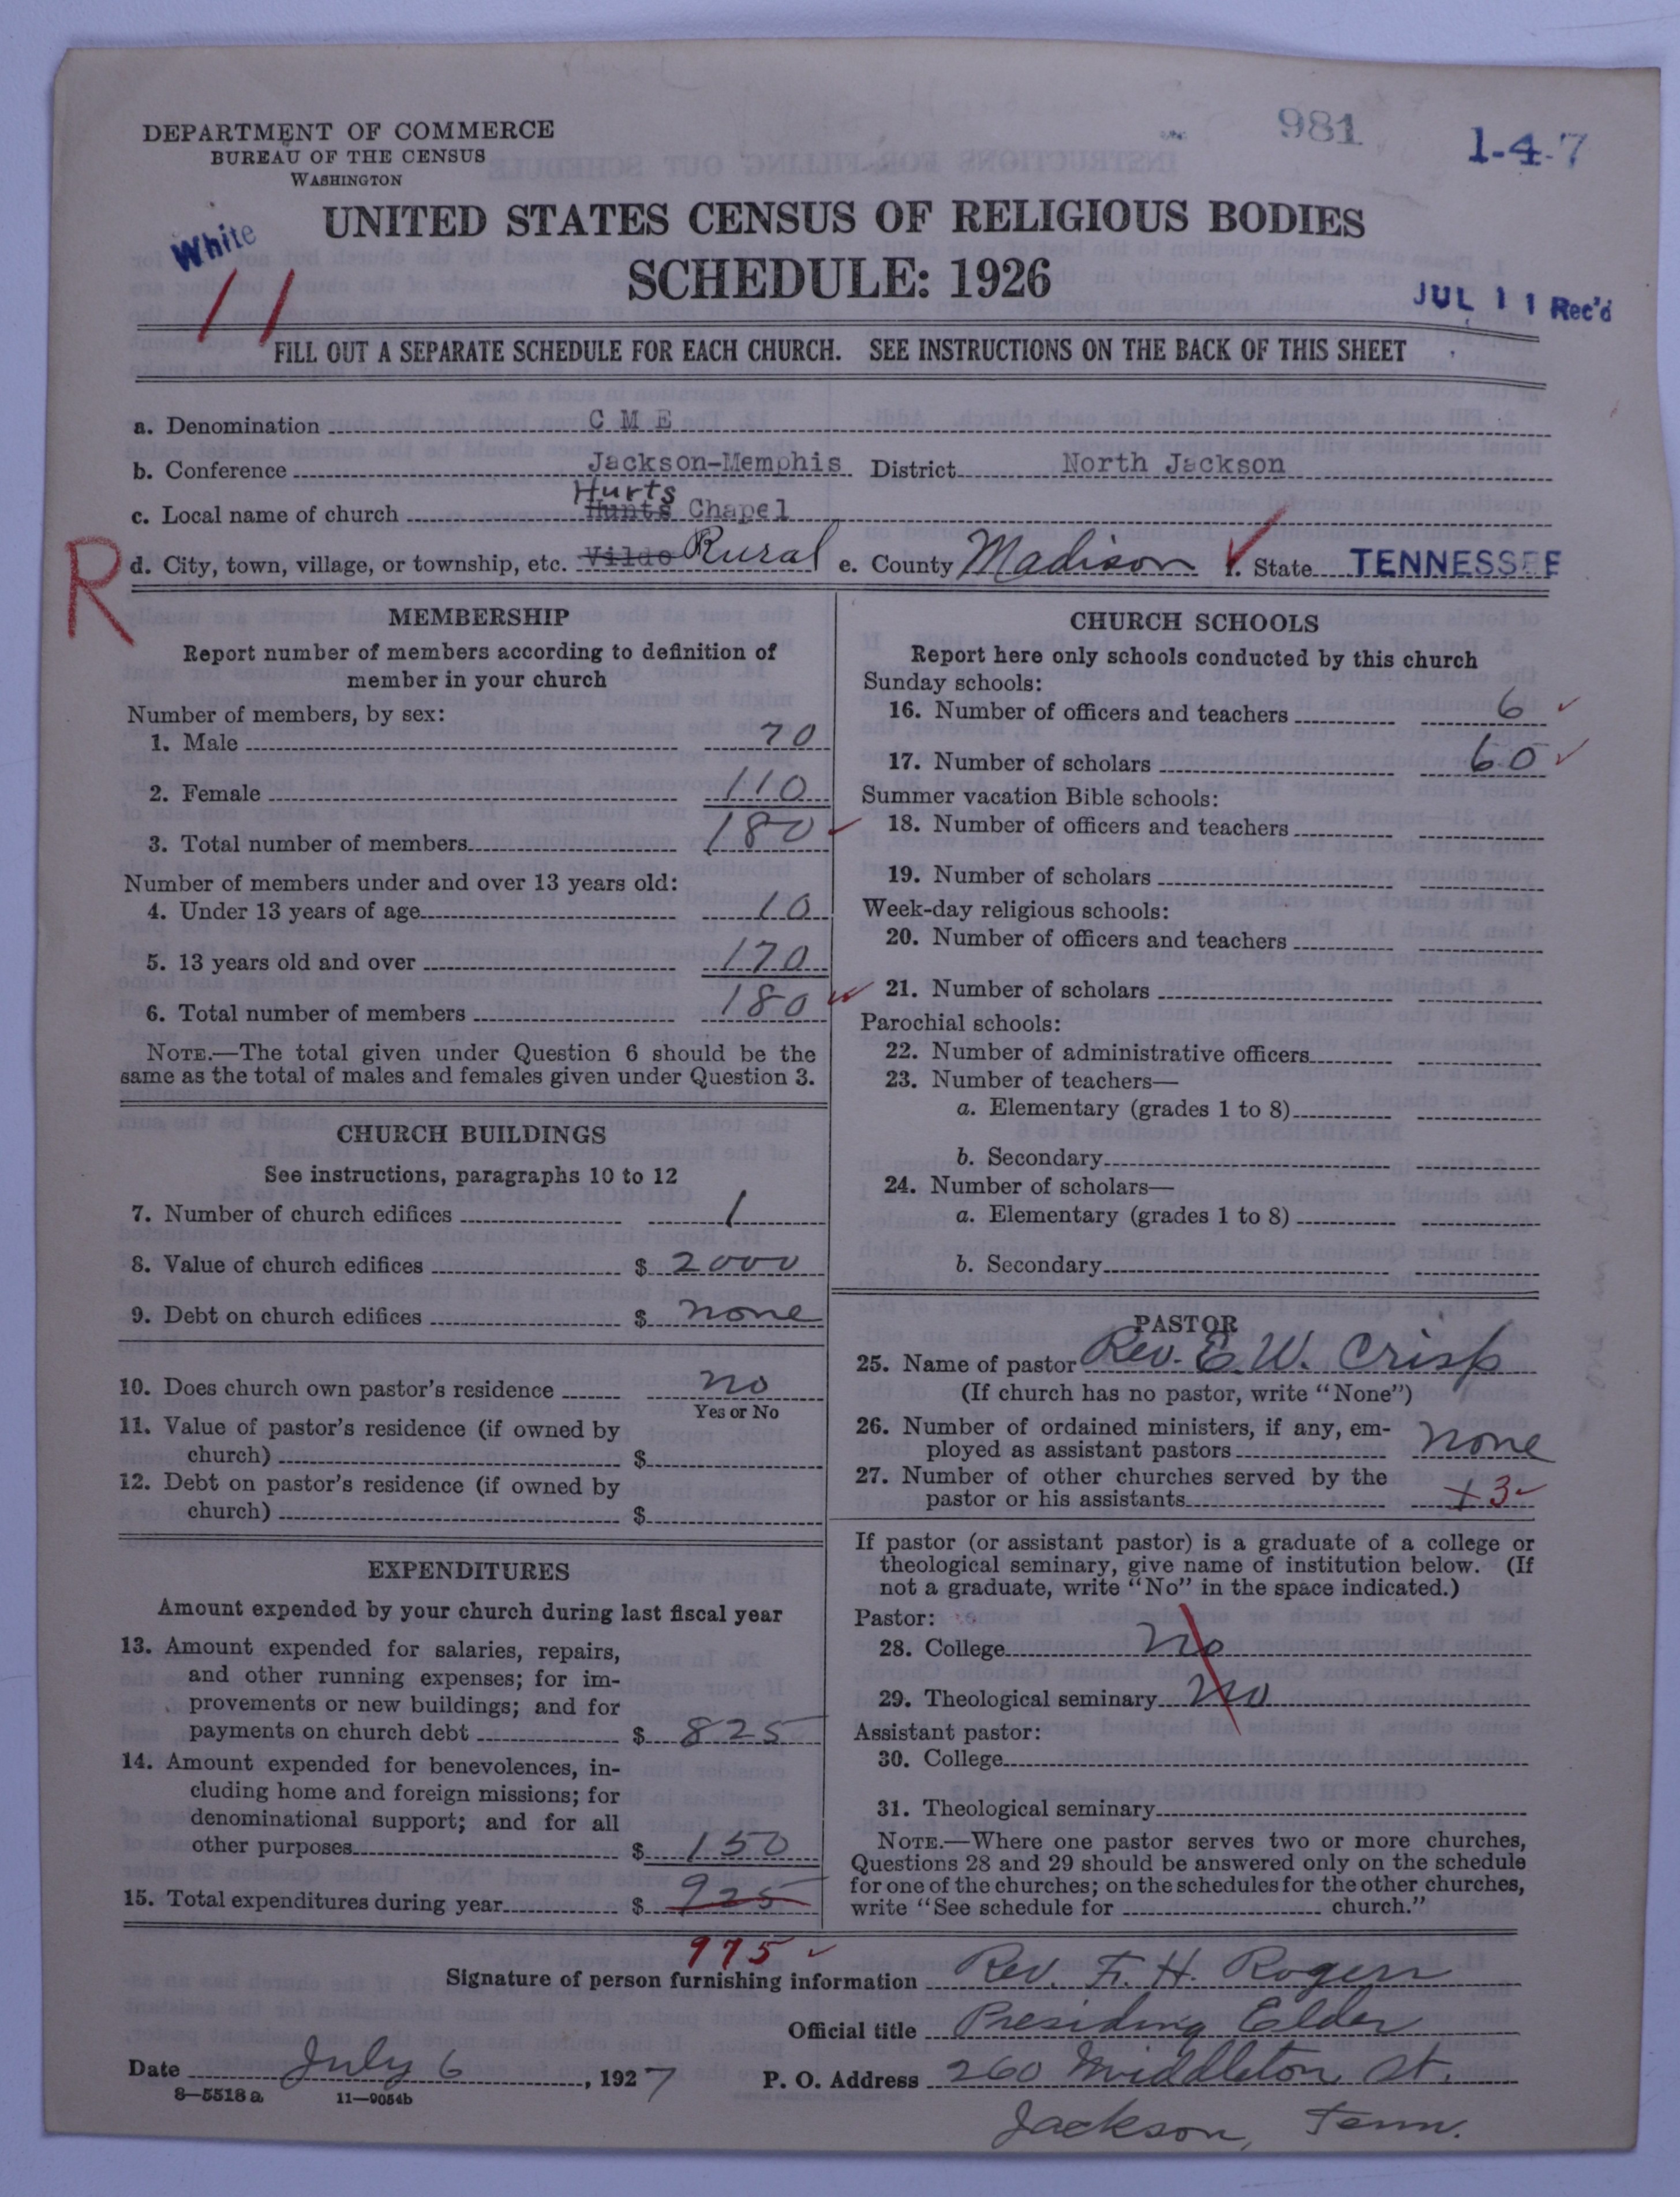 DEPARTMENT OF COMMERCE
BUREAU OF THE CENSUS
WASHINGTON
981
1-4-7
White
UNITED STATES CENSUS OF RELIGIOUS BODIES
SCHEDULE: 1926
JUL 11 Rec'd
FILL OUT A SEPARATE SCHEDULE FOR EACH CHURCH. SEE INSTRUCTIONS ON THE BACK OF THIS SHEET
a. Denomination C M E
b. Conference Jackson-Memphis District North Jackson
Hurts
c. Local name of church Hunts Chapel
R
d. City, town, village, or township, etc. Vildo Rural e. County Madison f. State TENNESSEE
MEMBERSHIP
Report number of members according to definition of
member in your church
Number of members, by sex:
1. Male 70
2. Female 110
3. Total number of members 180
Number of members under and over 13 years old:
4. Under 13 years of age 10
5. 13 years old and over 170
6. Total number of members 180
NOTE.—The total given under Question 6 should be the
same as the total of males and females given under Question 3.
CHURCH BUILDINGS
See instructions, paragraphs 10 to 12
7. Number of church edifices 1
8. Value of church edifices $ 2000
9. Debt on church edifices $ none
10. Does church own pastor's residence no
Yes or No
11. Value of pastor's residence (if owned by
church) $
12. Debt on pastor's residence (if owned by
church) $
EXPENDITURES
Amount expended by your church during last fiscal year
13. Amount expended for salaries, repairs,
and other running expenses; for im-
provements or new buildings; and for
payments on church debt $ 825
14. Amount expended for benevolences, in-
cluding home and foreign missions; for
denominational support; and for all
other purposes $ 150
15. Total expenditures during year $ 925
975
CHURCH SCHOOLS
Report here only schools conducted by this church
Sunday schools:
16. Number of officers and teachers 6
17. Number of scholars 60
Summer vacation Bible schools:
18. Number of officers and teachers
19. Number of scholars
Week-day religious schools:
20. Number of officers and teachers
21. Number of scholars
Parochial schools:
22. Number of administrative officers
23. Number of teachers—
a. Elementary (grades 1 to 8)
b. Secondary
24. Number of scholars—
a. Elementary (grades 1 to 8)
b. Secondary
PASTOR
25. Name of pastor Rev. E. W. Crisp
(If church has no pastor, write "None")
26. Number of ordained ministers, if any, em-
ployed as assistant pastors none
27. Number of other churches served by the
pastor or his assistants 3
If pastor (or assistant pastor) is a graduate of a college or
theological seminary, give name of institution below. (If
not a graduate, write "No" in the space indicated.)
Pastor:
28. College no
29. Theological seminary no
Assistant pastor:
30. College
31. Theological seminary
NOTE.—Where one pastor serves two or more churches,
Questions 28 and 29 should be answered only on the schedule
for one of the churches; on the schedules for the other churches,
write "See schedule for church."
Signature of person furnishing information Rev. F. H. Rogers
Official title Presiding Elder
Date July 6, 1927 P. O. Address 260 Middleton St.
8—5518a 11—9054b
Jackson, Tenn.